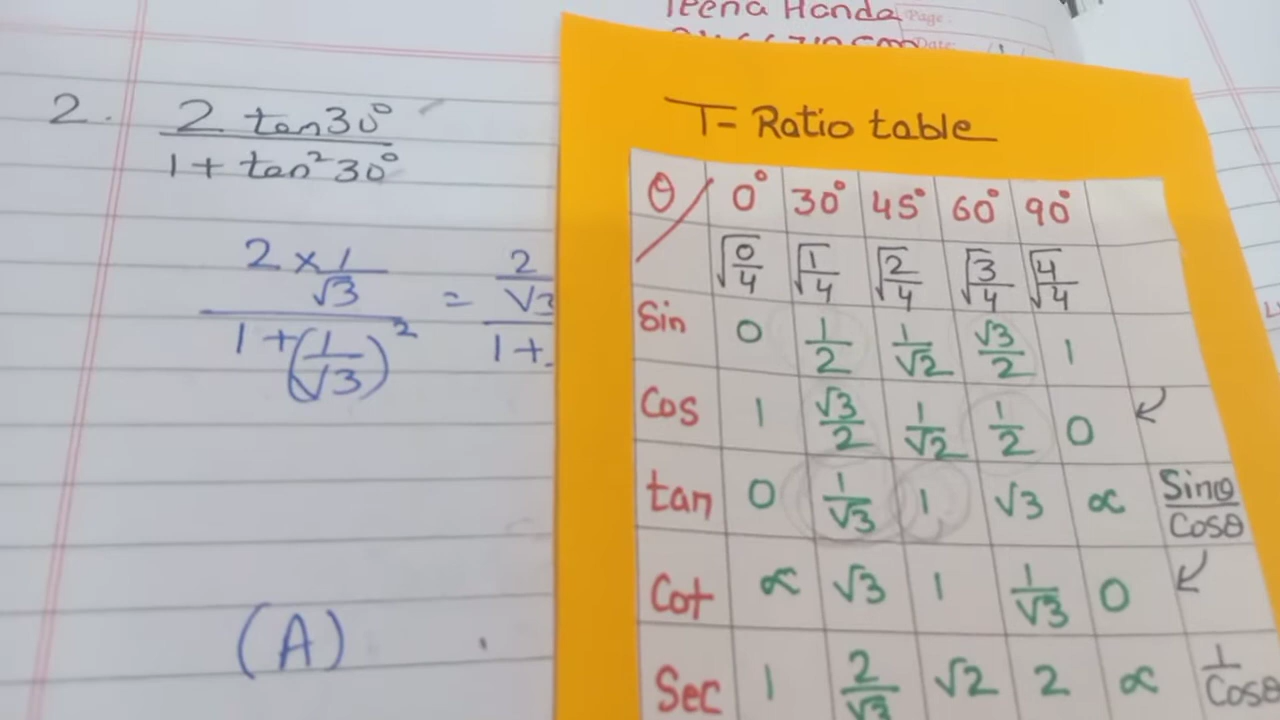 Teena Handa
Page.
Date:
2. 2 tan30° / 1 + tan²30°
2 × 1/√3 / 1 + (1/√3)² = 2/√3 / 1+
(A)
T- Ratio table
θ 0° 30° 45° 60° 90°
√0/4 √1/4 √2/4 √3/4 √4/4
Sin 0 1/2 1/√2 √3/2 1
Cos 1 √3/2 1/√2 1/2 0 ↙
tan 0 1/√3 1 √3 ∝ Sinθ/Cosθ
Cot ∝ √3 1 1/√3 0 ↙
Sec 1 2/√3 √2 2 ∝ 1/Cosθ